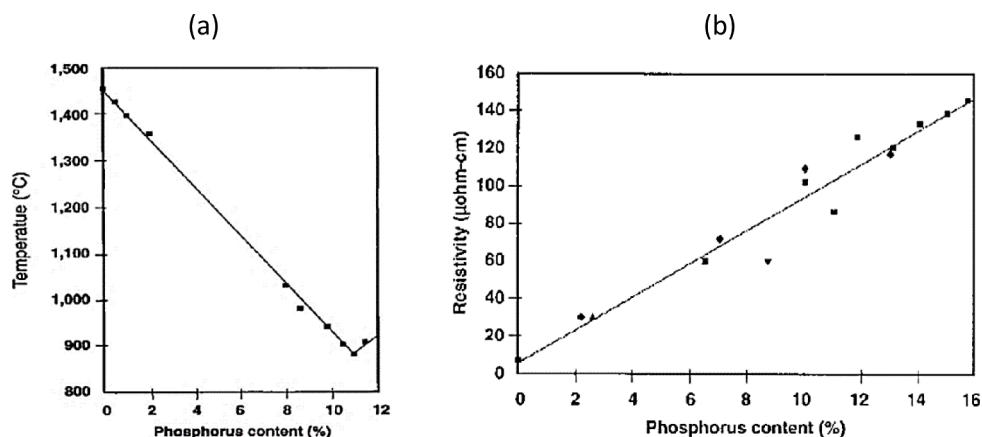 (a)
(b)
Temperatue (°C)
1,500
1,400
1,300
1,200
1,100
1,000
900
800
0 2 4 6 8 10 12
Phosphorus content (%)
Resistivity (µohm-cm)
160
140
120
100
80
60
40
20
0
0 2 4 6 8 10 12 14 16
Phosphorus content (%)